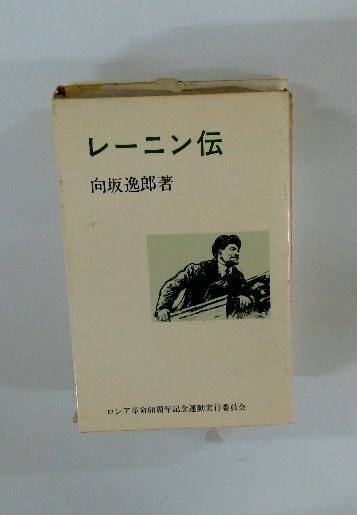 レーニン伝
向坂逸郎著
ロシア革命60周年記念運動実行委員会